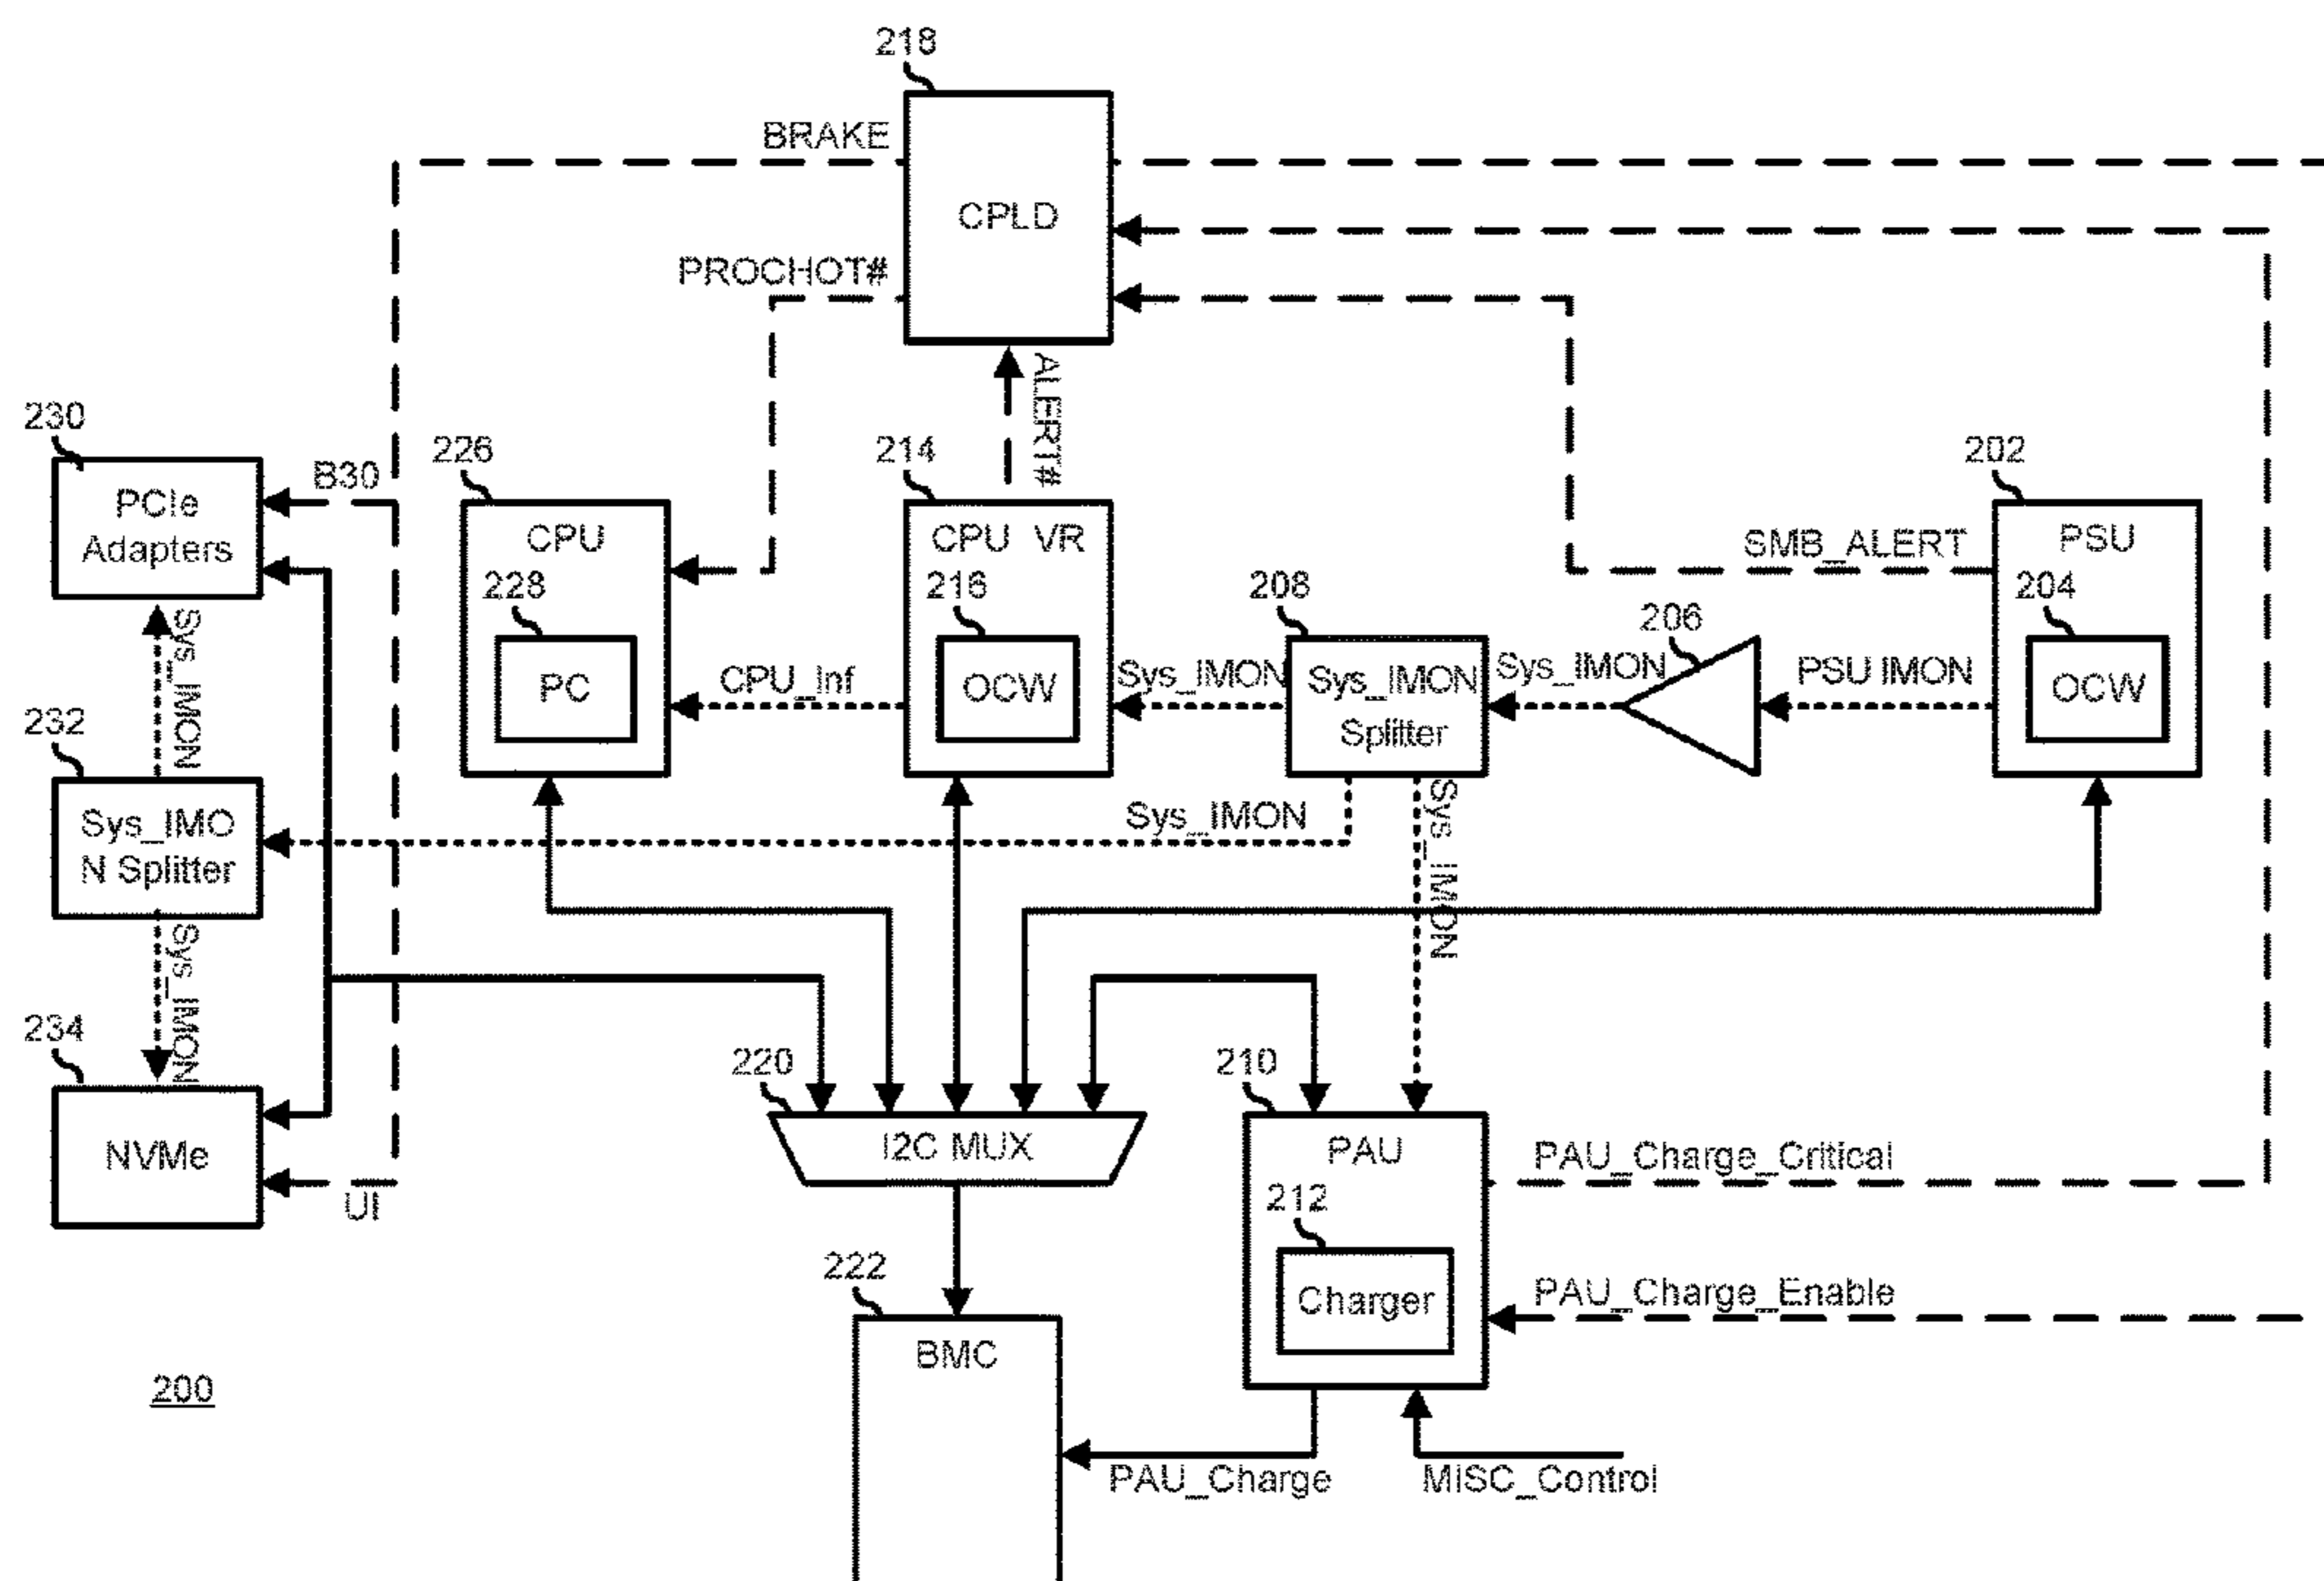 218
BRAKE
CPLD
PROCHOT#
ALERT#
230
B30
PCIe
Adapters
226
CPU
228
PC
214
CPU VR
216
OCW
CPU_Inf
Sys_IMON
208
Sys_IMON
Splitter
Sys_IMON
206
PSU IMON
SMB_ALERT
202
PSU
204
OCW
Sys_IMON
232
Sys_IMO
N Splitter
Sys_IMON
Sys_IMON
Sys_IMON
234
NVMe
UI
220
I2C MUX
210
PAU
212
Charger
PAU_Charge_Critical
PAU_Charge_Enable
222
BMC
200
PAU_Charge
MISC_Control